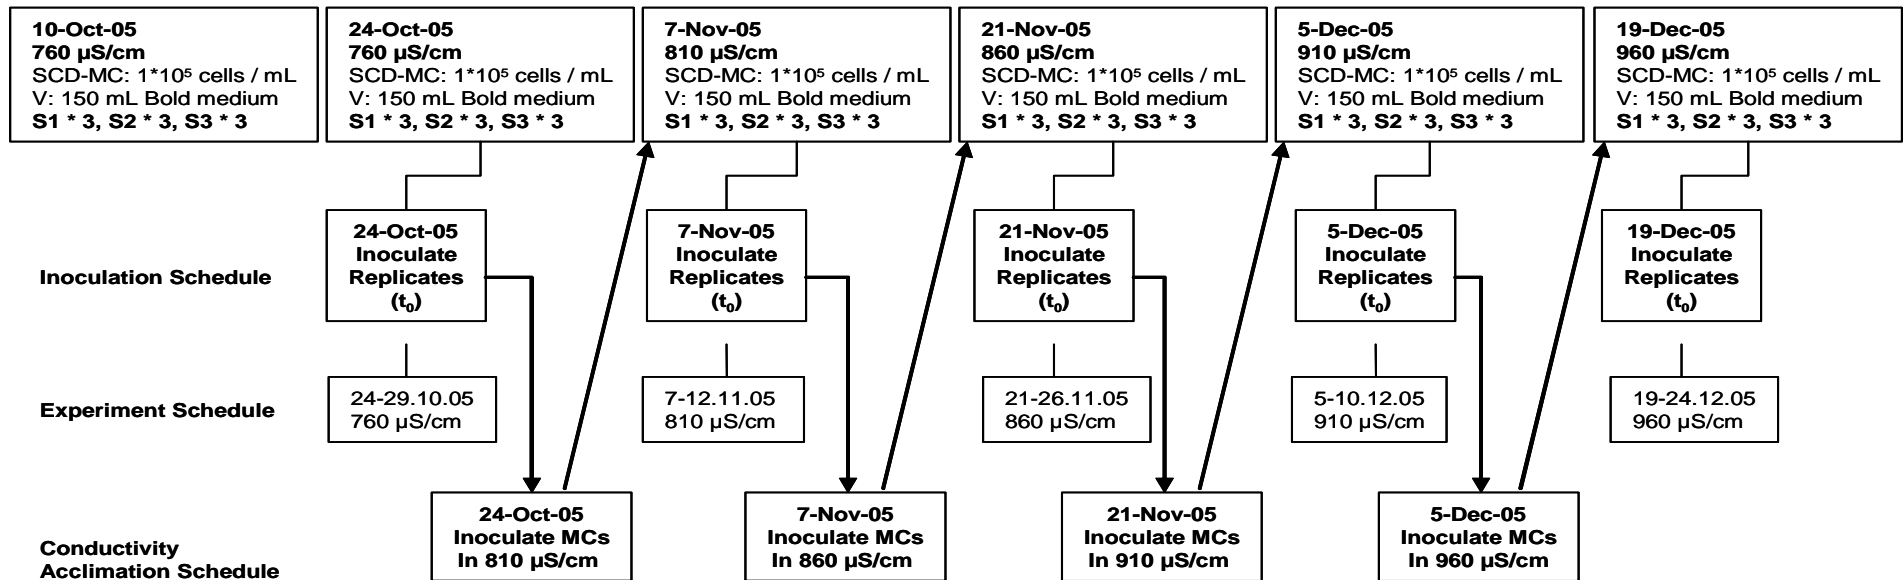 10-Oct-05
760 µS/cm
SCD-MC: 1*10⁵ cells / mL
V: 150 mL Bold medium
S1 * 3, S2 * 3, S3 * 3
24-Oct-05
760 µS/cm
SCD-MC: 1*10⁵ cells / mL
V: 150 mL Bold medium
S1 * 3, S2 * 3, S3 * 3
7-Nov-05
810 µS/cm
SCD-MC: 1*10⁵ cells / mL
V: 150 mL Bold medium
S1 * 3, S2 * 3, S3 * 3
21-Nov-05
860 µS/cm
SCD-MC: 1*10⁵ cells / mL
V: 150 mL Bold medium
S1 * 3, S2 * 3, S3 * 3
5-Dec-05
910 µS/cm
SCD-MC: 1*10⁵ cells / mL
V: 150 mL Bold medium
S1 * 3, S2 * 3, S3 * 3
19-Dec-05
960 µS/cm
SCD-MC: 1*10⁵ cells / mL
V: 150 mL Bold medium
S1 * 3, S2 * 3, S3 * 3
Inoculation Schedule
24-Oct-05
Inoculate
Replicates
(t₀)
7-Nov-05
Inoculate
Replicates
(t₀)
21-Nov-05
Inoculate
Replicates
(t₀)
5-Dec-05
Inoculate
Replicates
(t₀)
19-Dec-05
Inoculate
Replicates
(t₀)
Experiment Schedule
24-29.10.05
760 µS/cm
7-12.11.05
810 µS/cm
21-26.11.05
860 µS/cm
5-10.12.05
910 µS/cm
19-24.12.05
960 µS/cm
Conductivity
Acclimation Schedule
24-Oct-05
Inoculate MCs
In 810 µS/cm
7-Nov-05
Inoculate MCs
In 860 µS/cm
21-Nov-05
Inoculate MCs
In 910 µS/cm
5-Dec-05
Inoculate MCs
In 960 µS/cm